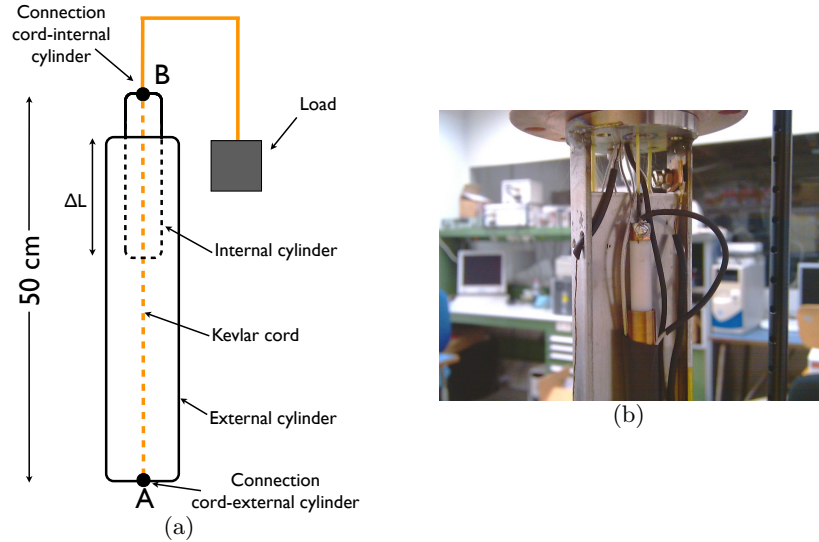 Connection
cord-internal
cylinder
B
Load
ΔL
Internal cylinder
50 cm
Kevlar cord
External cylinder
A
Connection
cord-external cylinder
(a)
(b)